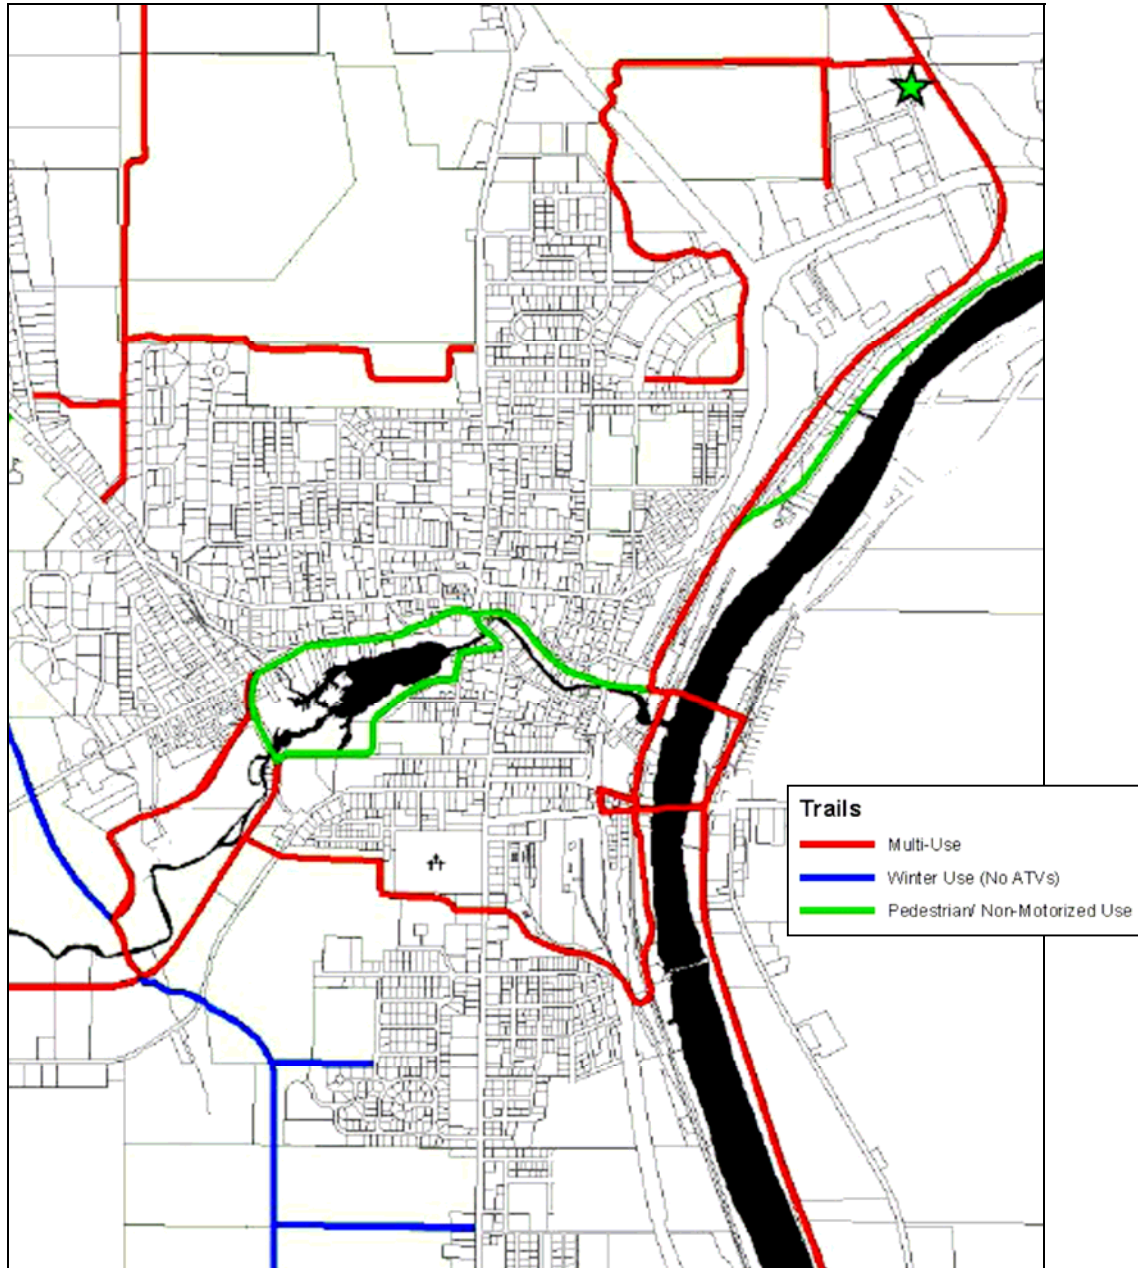 Trails
Multi-Use
Winter Use (No ATVs)
Pedestrian/ Non-Motorized Use